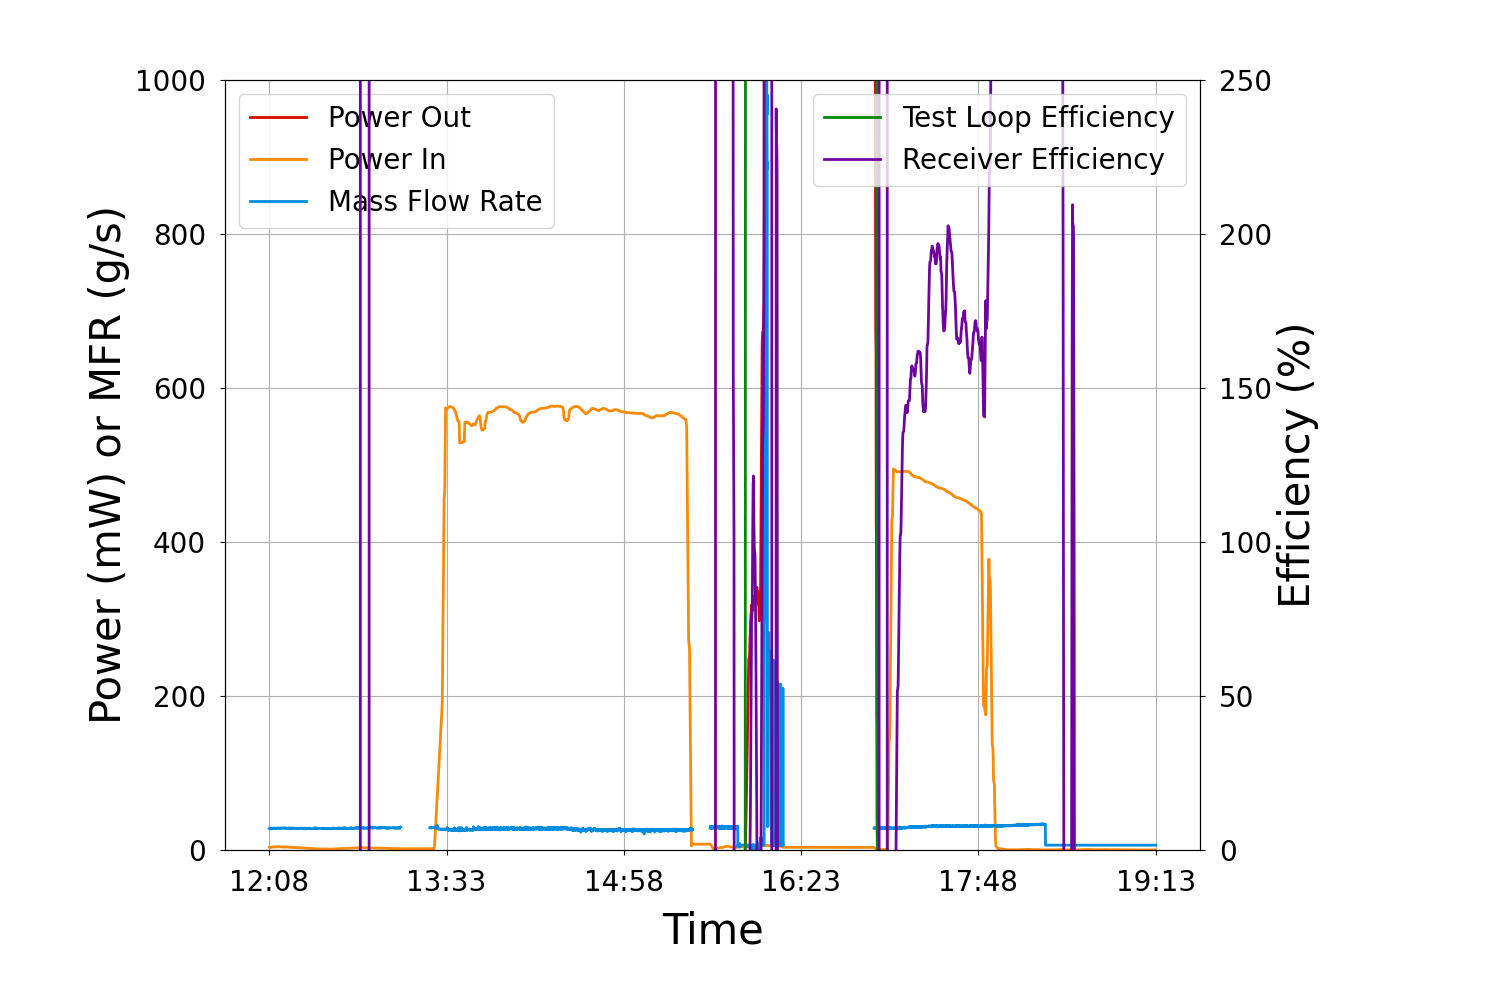 1000
800
600
400
200
0
Power (mW) or MFR (g/s)
Power Out
Power In
Mass Flow Rate
Test Loop Efficiency
Receiver Efficiency
250
200
150
100
50
0
Efficiency (%)
12:08 13:33 14:58 16:23 17:48 19:13
Time